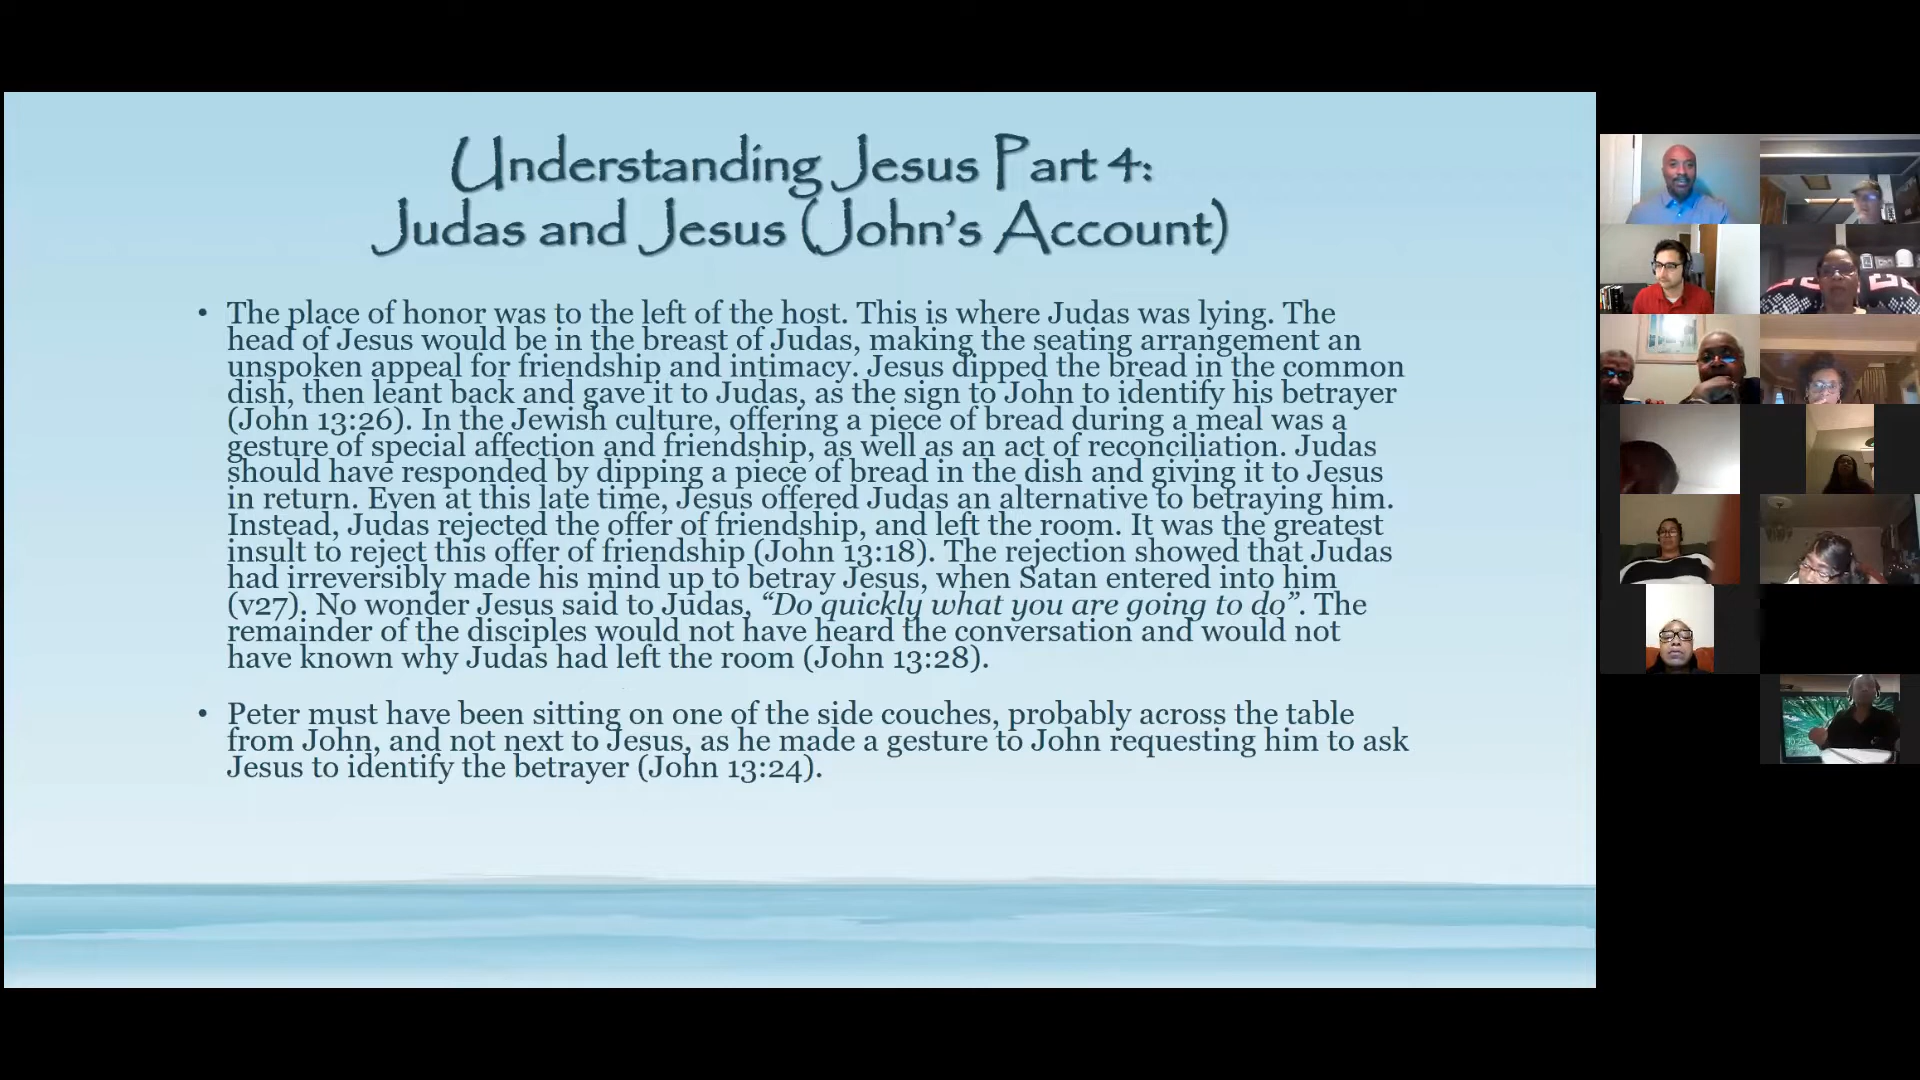 Understanding Jesus Part 4:
Judas and Jesus (John’s Account)
• The place of honor was to the left of the host. This is where Judas was lying. The
head of Jesus would be in the breast of Judas, making the seating arrangement an
unspoken appeal for friendship and intimacy. Jesus dipped the bread in the common
dish, then leant back and gave it to Judas, as the sign to John to identify his betrayer
(John 13:26). In the Jewish culture, offering a piece of bread during a meal was a
gesture of special affection and friendship, as well as an act of reconciliation. Judas
should have responded by dipping a piece of bread in the dish and giving it to Jesus
in return. Even at this late time, Jesus offered Judas an alternative to betraying him.
Instead, Judas rejected the offer of friendship, and left the room. It was the greatest
insult to reject this offer of friendship (John 13:18). The rejection showed that Judas
had irreversibly made his mind up to betray Jesus, when Satan entered into him
(v27). No wonder Jesus said to Judas, “Do quickly what you are going to do”. The
remainder of the disciples would not have heard the conversation and would not
have known why Judas had left the room (John 13:28).
• Peter must have been sitting on one of the side couches, probably across the table
from John, and not next to Jesus, as he made a gesture to John requesting him to ask
Jesus to identify the betrayer (John 13:24).